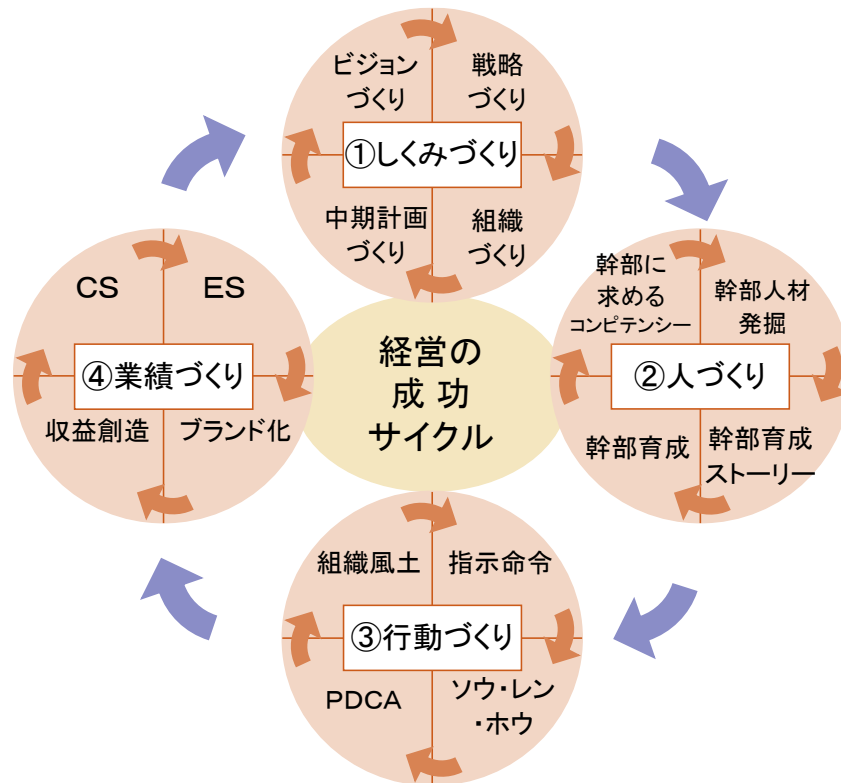 ビジョン
づくり
戦略
づくり
①しくみづくり
中期計画
づくり
組織
づくり
幹部に
求める
コンピテンシー
幹部人材
発掘
②人づくり
幹部育成
幹部育成
ストーリー
組織風土
指示命令
③行動づくり
PDCA
ソウ・レン
・ホウ
CS
ES
④業績づくり
収益創造
ブランド化
経営の
成功
サイクル